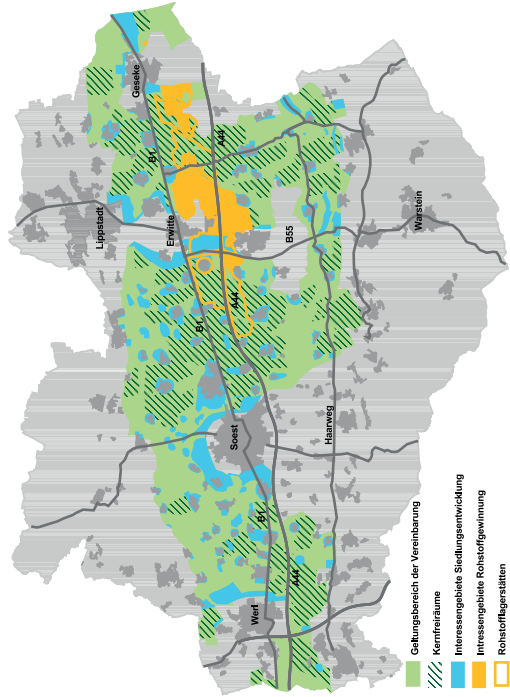 Geseke
B1
A44
Lippstadt
Erwitte
B55
Warstein
B1
A44
Soest
Haarweg
B1
A44
Werl
Geltungsbereich der Vereinbarung
Kernfreiräume
Interessengebiete Siedlungsentwicklung
Intressengebiete Rohstoffgewinnung
Rohstofflagerstätten